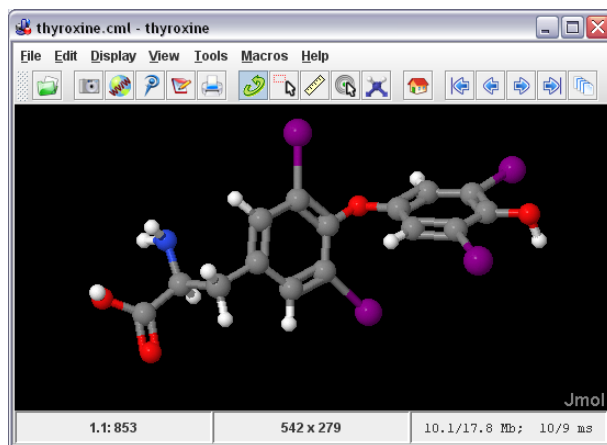 thyroxine.cml - thyroxine
File Edit Display View Tools Macros Help
Jmol
1.1: 853 542 x 279 10.1/17.8 Mb; 10/9 ms